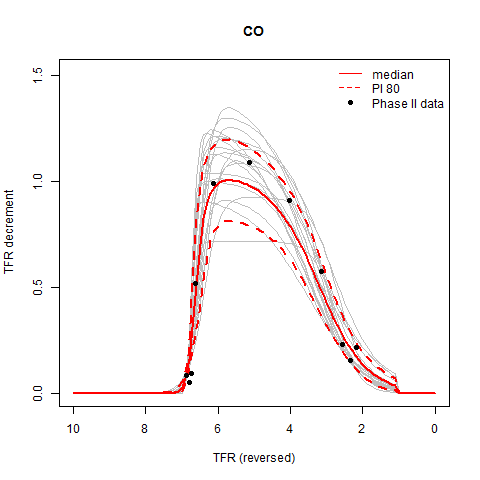 CO
median
PI 80
Phase II data
TFR decrement
1.5
1.0
0.5
0.0
10
8
6
4
2
0
TFR (reversed)